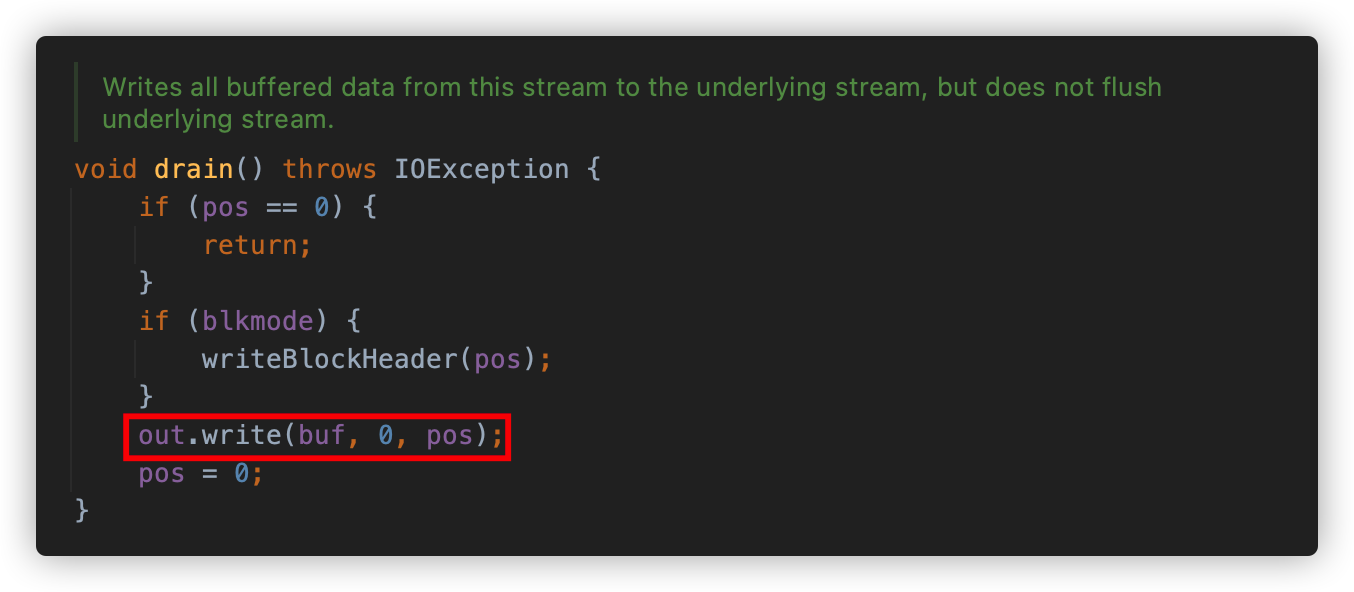 Writes all buffered data from this stream to the underlying stream, but does not flush
underlying stream.
void drain() throws IOException {
    if (pos == 0) {
        return;
    }
    if (blkmode) {
        writeBlockHeader(pos);
    }
    out.write(buf, 0, pos);
    pos = 0;
}